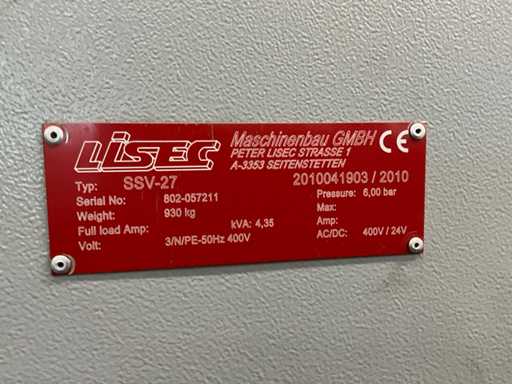 LiSEC
Maschinenbau GMBH CE
PETER LISEC STRASSE 1
A-3353 SEITENSTETTEN
Typ: SSV-27 2010041903 / 2010
Serial No: 802-057211 Pressure: 6,00 bar
Weight: 930 kg Max:
Full load Amp: kVA: 4,35 Amp:
Volt: 3/N/PE-50Hz 400V AC/DC: 400V / 24V